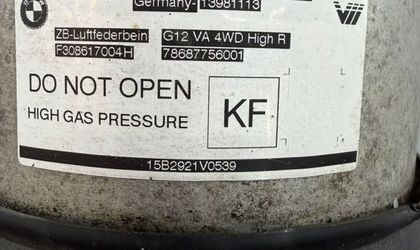 Germany-13981113
ZB-Luftfederbein G12 VA 4WD High R
F308617004H 78687756001
DO NOT OPEN
HIGH GAS PRESSURE
KF
15B2921V0539